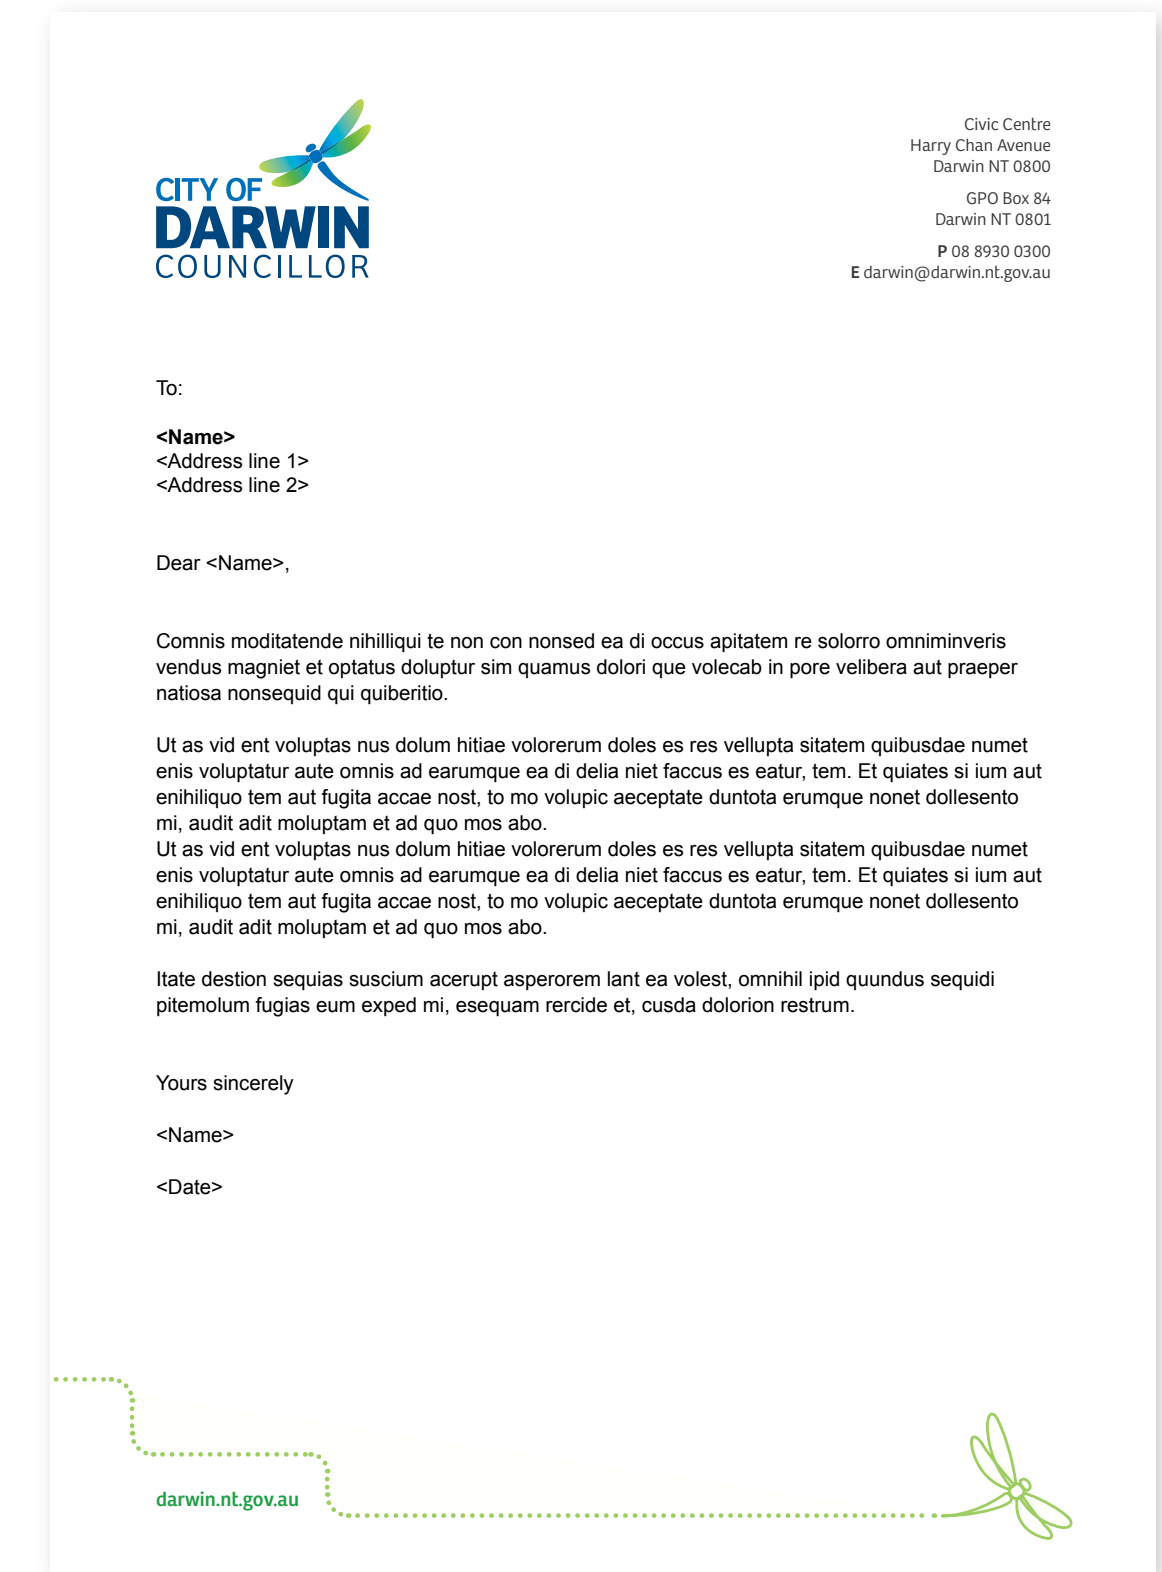 CITY OF
DARWIN
COUNCILLOR
Civic Centre
Harry Chan Avenue
Darwin NT 0800
GPO Box 84
Darwin NT 0801
P 08 8930 0300
E darwin@darwin.nt.gov.au
To:
<Name>
<Address line 1>
<Address line 2>
Dear <Name>,
Comnis moditatende nihilliqui te non con nonsed ea di occus apitatem re solorro omniminveris
vendus magniet et optatus doluptur sim quamus dolori que volecab in pore velibera aut praeper
natiosa nonsequid qui quiberitio.
Ut as vid ent voluptas nus dolum hitiae volorerum doles es res vellupta sitatem quibusdae numet
enis voluptatur aute omnis ad earumque ea di delia niet faccus es eatur, tem. Et quiates si ium aut
enihiliquo tem aut fugita accae nost, to mo volupic aeceptate duntota erumque nonet dollesento
mi, audit adit moluptam et ad quo mos abo.
Ut as vid ent voluptas nus dolum hitiae volorerum doles es res vellupta sitatem quibusdae numet
enis voluptatur aute omnis ad earumque ea di delia niet faccus es eatur, tem. Et quiates si ium aut
enihiliquo tem aut fugita accae nost, to mo volupic aeceptate duntota erumque nonet dollesento
mi, audit adit moluptam et ad quo mos abo.
Itate destion sequias suscium acerupt asperorem lant ea volest, omnihil ipid quundus sequidi
pitemolum fugias eum exped mi, esequam rercide et, cusda dolorion restrum.
Yours sincerely
<Name>
<Date>
darwin.nt.gov.au